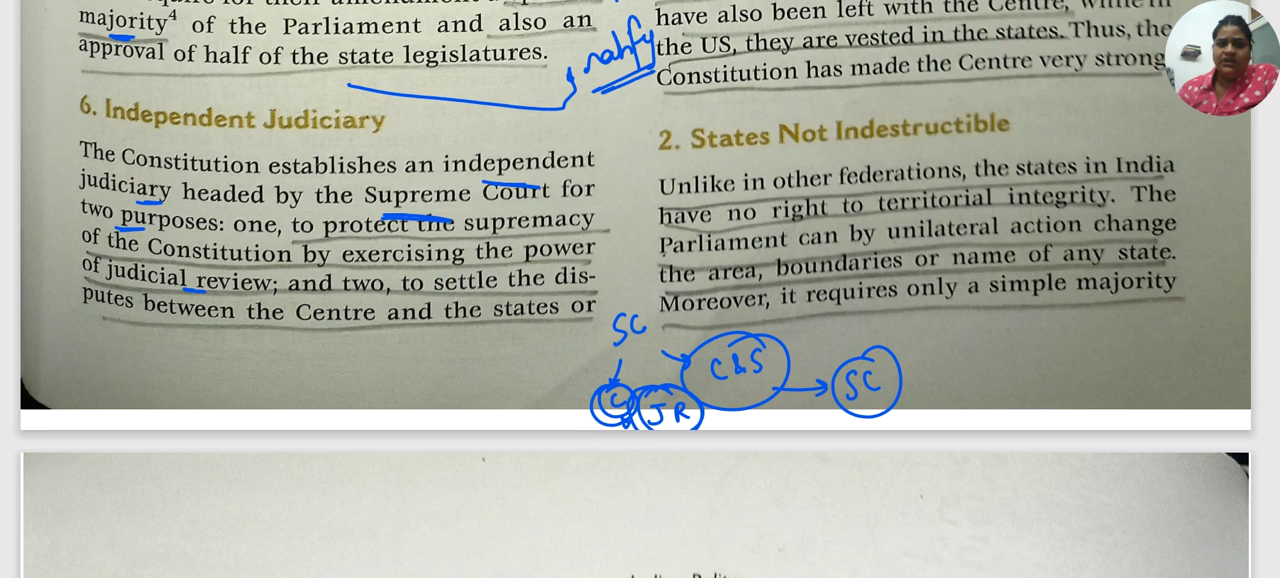 majority⁴ of the Parliament and also an
approval of half of the state legislatures.
ratify
6. Independent Judiciary
The Constitution establishes an independent
judiciary headed by the Supreme Court for
two purposes: one, to protect the supremacy
of the Constitution by exercising the power
of judicial review; and two, to settle the dis-
putes between the Centre and the states or
have also been left with the Centre,
the US, they are vested in the states. Thus, the
Constitution has made the Centre very strong
2. States Not Indestructible
Unlike in other federations, the states in India
have no right to territorial integrity. The
Parliament can by unilateral action change
the area, boundaries or name of any state.
Moreover, it requires only a simple majority
SC
C
JR
C&S
SC